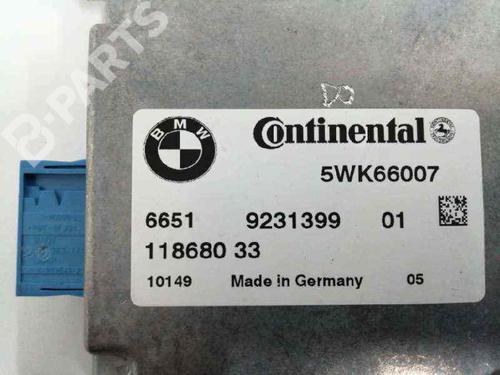 B-PARTS
BMW
Continental
5WK66007
6651 9231399 01
118680 33
10149 Made in Germany 05